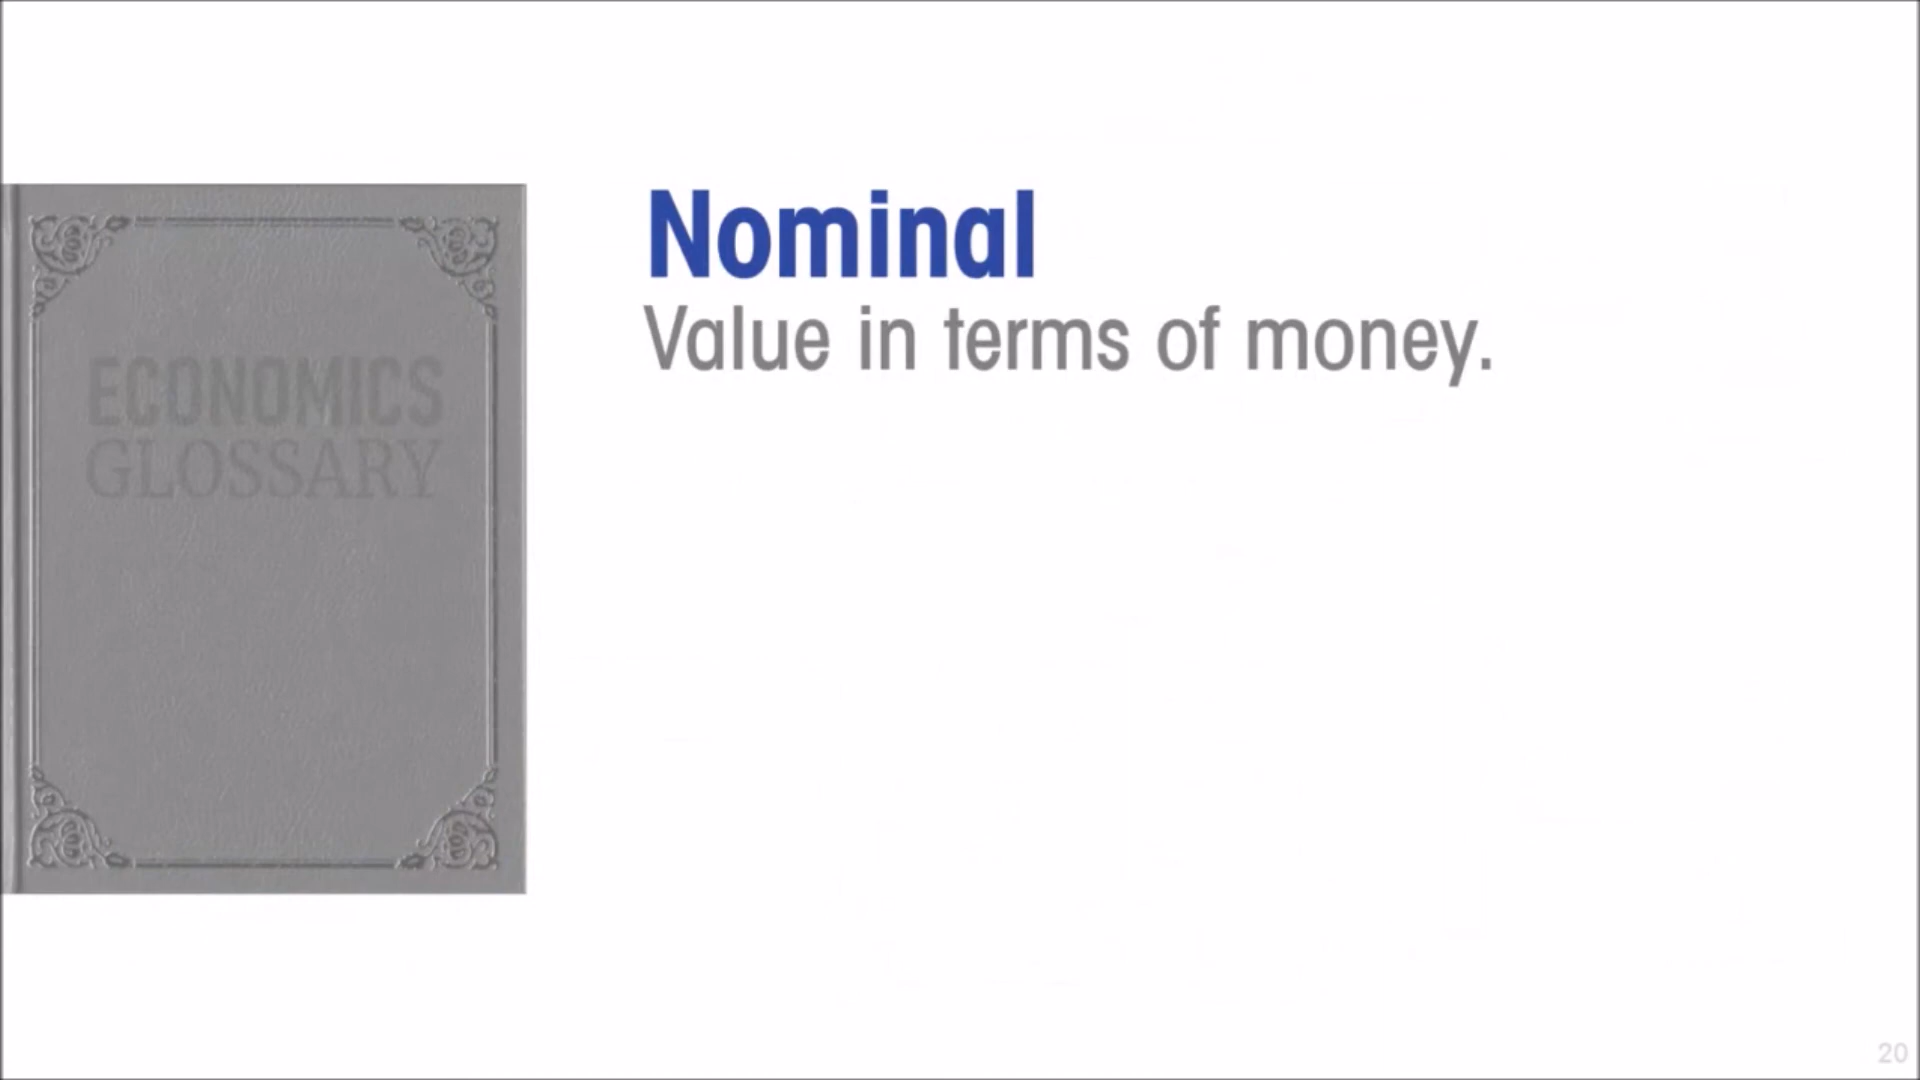 ECONOMICS
GLOSSARY
Nominal
Value in terms of money.
20